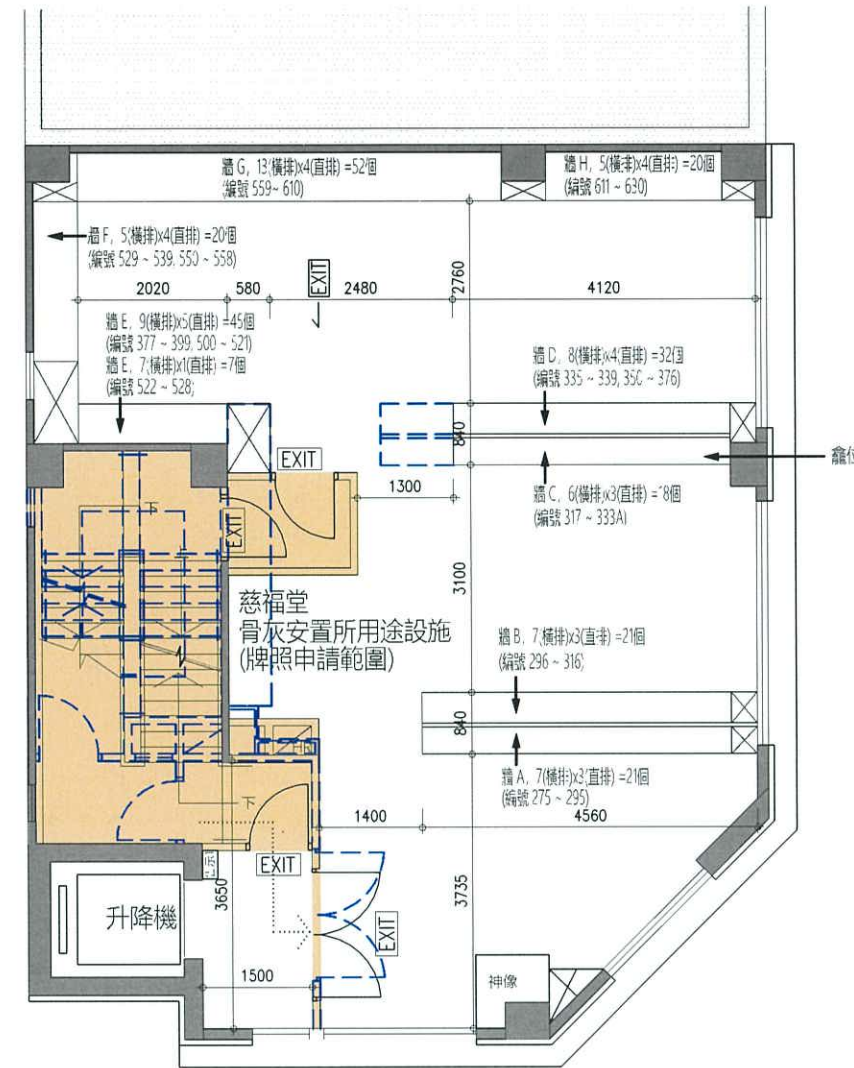 牆 G, 13(橫排)x4(直排) =52個
(編號 559~ 610)
牆 H, 5(橫排)x4(直排) =20個
(編號 611 ~ 630)
牆 F, 5(橫排)x4(直排) =20個
(編號 529 ~ 539, 550 ~ 558)
EXIT
2020
580
2480
2760
4120
牆 E, 9(橫排)x5(直排) =45個
(編號 377 ~ 399, 500 ~ 521)
牆 E, 7(橫排)x1(直排) =7個
(編號 522 ~ 528)
牆 D, 8(橫排)x4(直排) =32個
(編號 335 ~ 339, 350 ~ 376)
840
EXIT
龕位
1300
牆 C, 6(橫排)x3(直排) =18個
(編號 317 ~ 333A)
下
EXIT
3100
慈福堂
骨灰安置所用途設施
(牌照申請範圍)
牆 B, 7(橫排)x3(直排) =21個
(編號 296 ~ 316)
840
牆 A, 7(橫排)x3(直排) =21個
(編號 275 ~ 295)
下
1400
4560
EXIT
3650
3735
升降機
EXIT
1500
神像